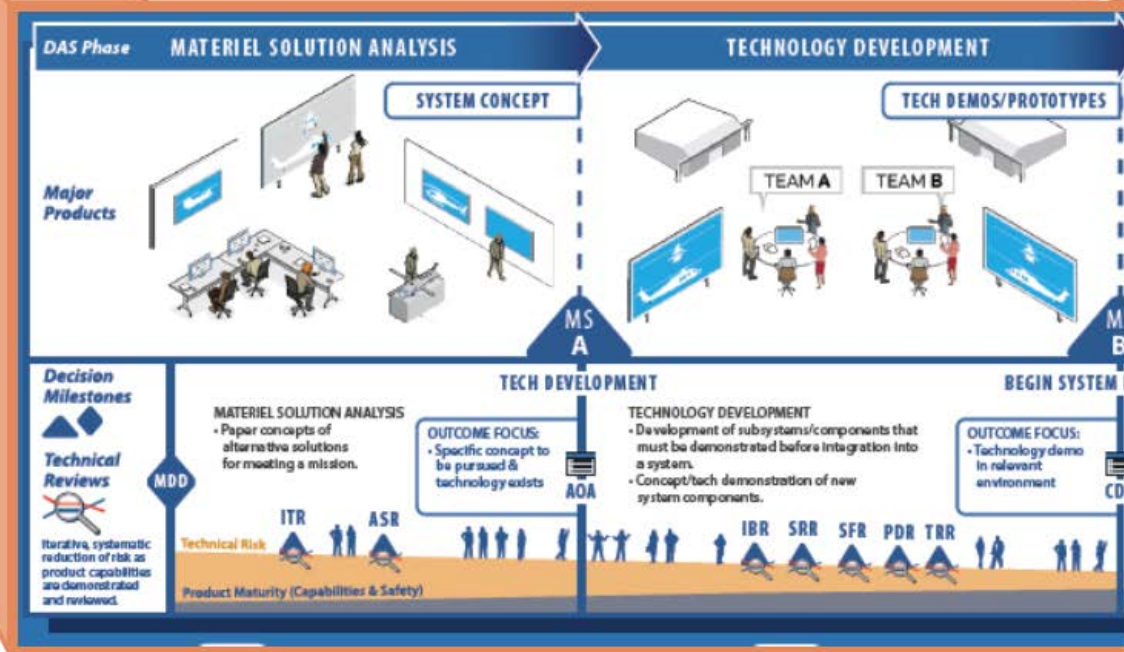 DAS Phase
MATERIEL SOLUTION ANALYSIS
TECHNOLOGY DEVELOPMENT
SYSTEM CONCEPT
TECH DEMOS/PROTOTYPES
Major
Products
TEAM A
TEAM B
MS
A
M
B
Decision
Milestones
Technical
Reviews
Iterative, systematic
reduction of risk as
product capabilities
are demonstrated
and reviewed.
MDD
TECH DEVELOPMENT
BEGIN SYSTEM
MATERIEL SOLUTION ANALYSIS
• Paper concepts of
alternative solutions
for meeting a mission.
OUTCOME FOCUS:
• Specific concept to
be pursued &
technology exists
AOA
TECHNOLOGY DEVELOPMENT
• Development of subsystems/components that
must be demonstrated before integration into
a system.
• Concept/tech demonstration of new
system components.
OUTCOME FOCUS:
• Technology demo
in relevant
environment
CD
ITR
ASR
IBR
SRR
SFR
PDR
TRR
Technical Risk
Product Maturity (Capabilities & Safety)